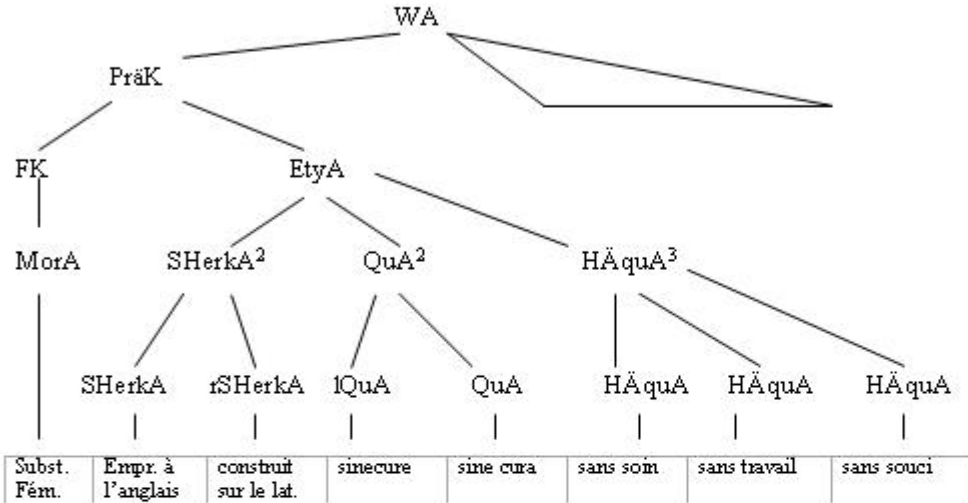 WA
PräK
FK EtyA
MorA SHerkA² QuA² HÄquA³
SHerkA rSHerkA lQuA QuA HÄquA HÄquA HÄquA
Subst. Empr. à construit sinecure sine cura sans soin sans travail sans souci
Fém. l'anglais sur le lat.